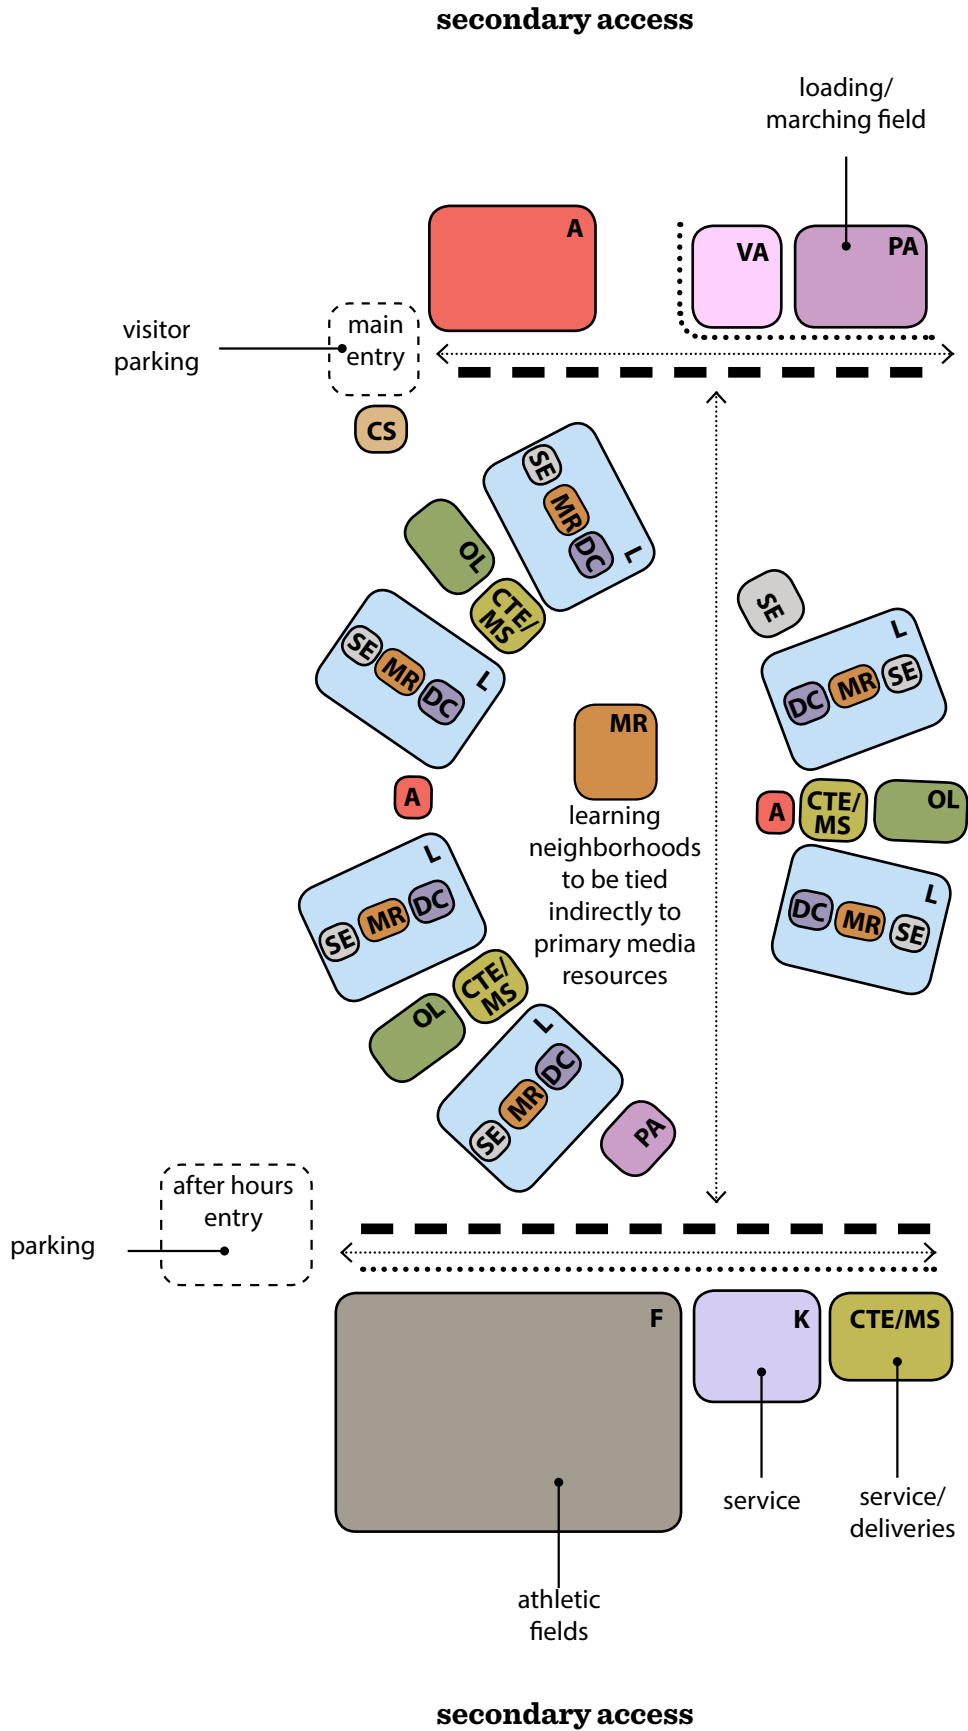 secondary access
loading/
marching field
A
VA
PA
visitor
parking
main
entry
CS
SE
MR
DC
L
OL
CTE/
MS
SE
MR
DC
L
SE
L
DC
MR
SE
MR
A
A
CTE/
MS
OL
learning
neighborhoods
to be tied
indirectly to
primary media
resources
L
SE
MR
DC
L
DC
MR
SE
CTE/
MS
OL
L
SE
MR
DC
PA
after hours
entry
parking
F
K
CTE/MS
service
service/
deliveries
athletic
fields
secondary access